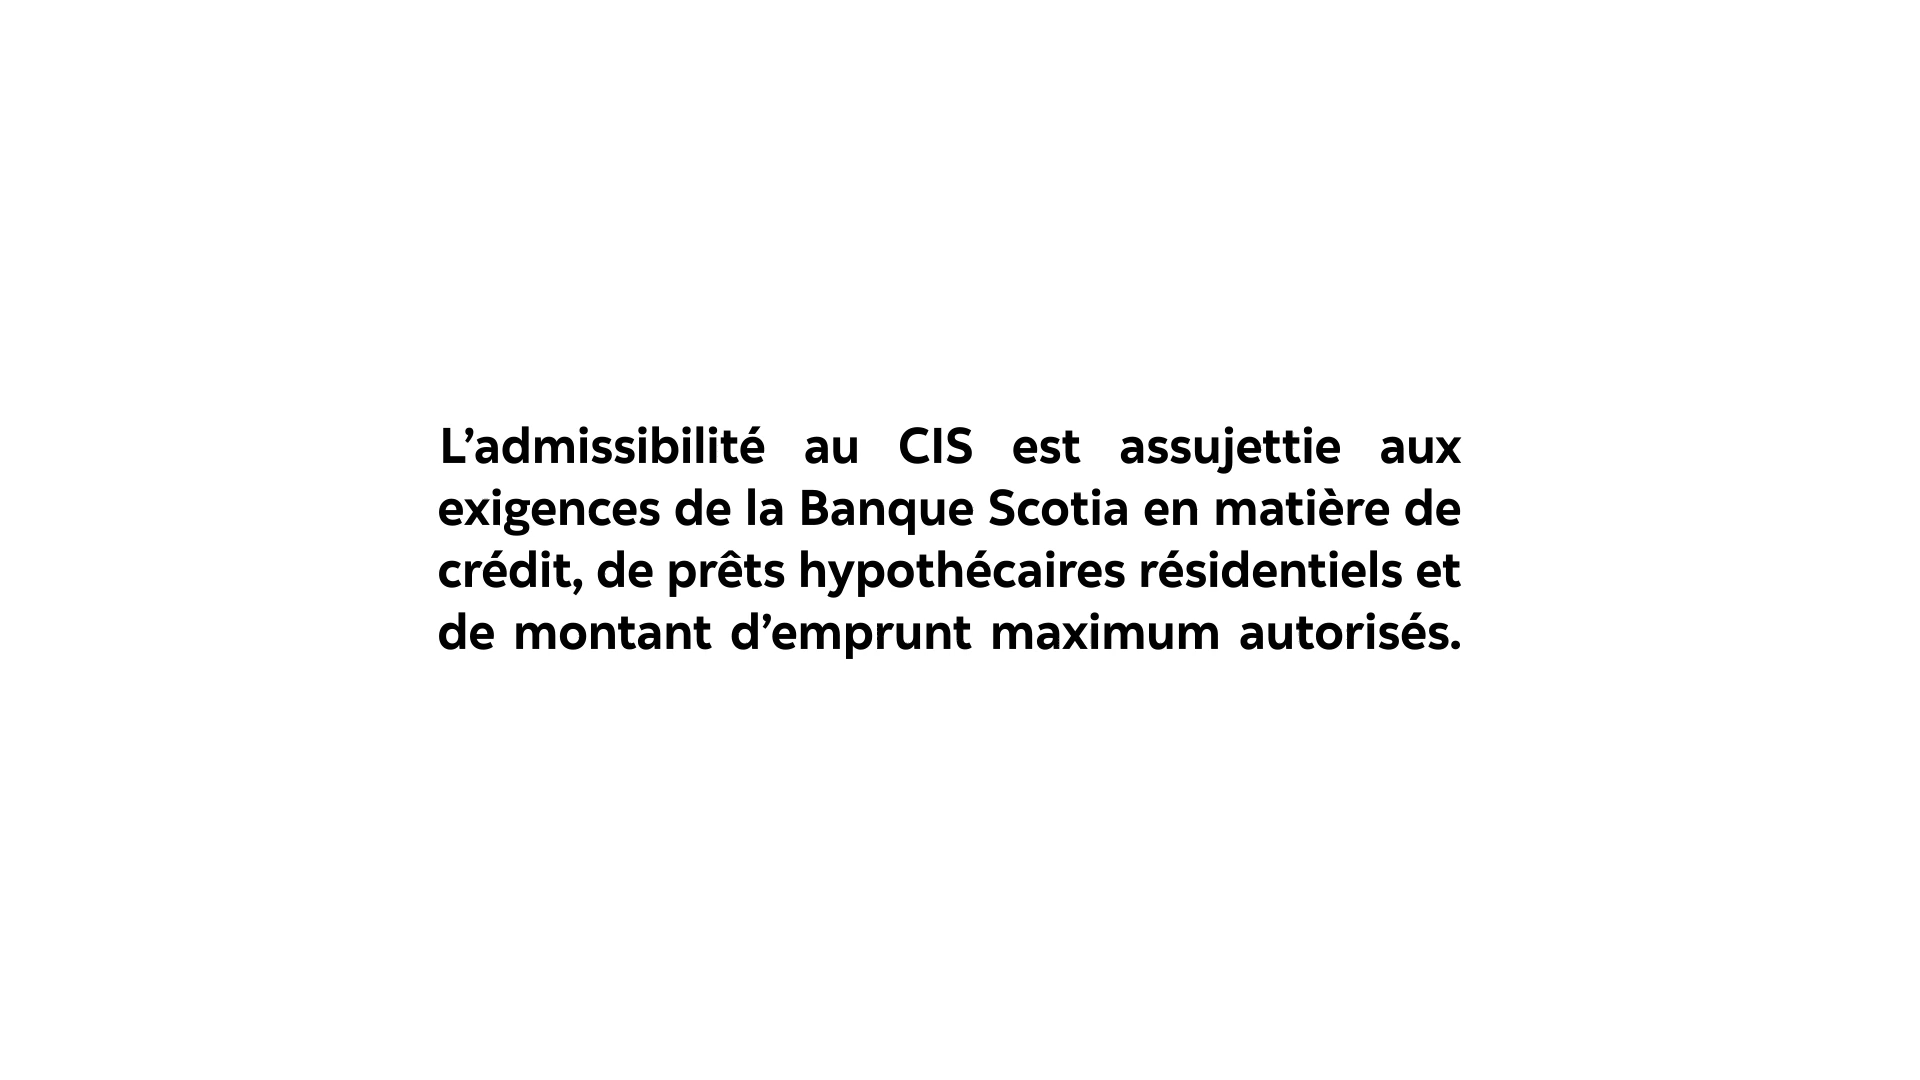 L’admissibilité au CIS est assujettie aux
exigences de la Banque Scotia en matière de
crédit, de prêts hypothécaires résidentiels et
de montant d’emprunt maximum autorisés.